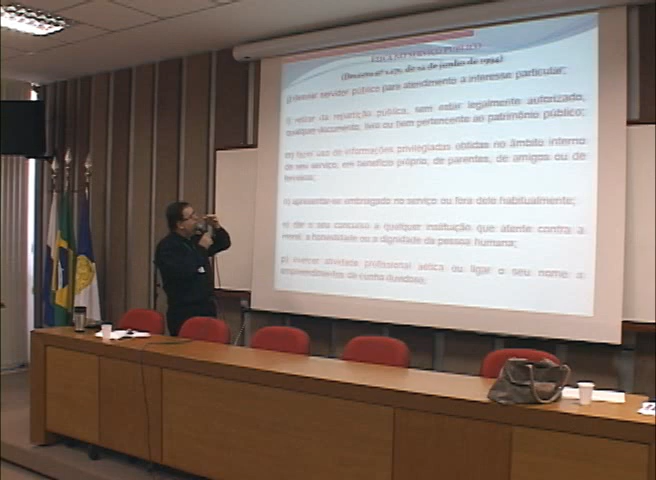 ÉTICA NO SERVIÇO PÚBLICO
(Decreto nº 1.171, de 22 de junho de 1994)
j) desviar servidor público para atendimento a interesse particular;
l) retirar da repartição pública, sem estar legalmente autorizado,
qualquer documento, livro ou bem pertencente ao patrimônio público;
m) fazer uso de informações privilegiadas obtidas no âmbito interno
de seu serviço, em benefício próprio, de parentes, de amigos ou de
terceiros;
n) apresentar-se embriagado no serviço ou fora dele habitualmente;
o) dar o seu concurso a qualquer instituição que atente contra a
moral, a honestidade ou a dignidade da pessoa humana;
p) exercer atividade profissional aética ou ligar o seu nome a
empreendimentos de cunho duvidoso.